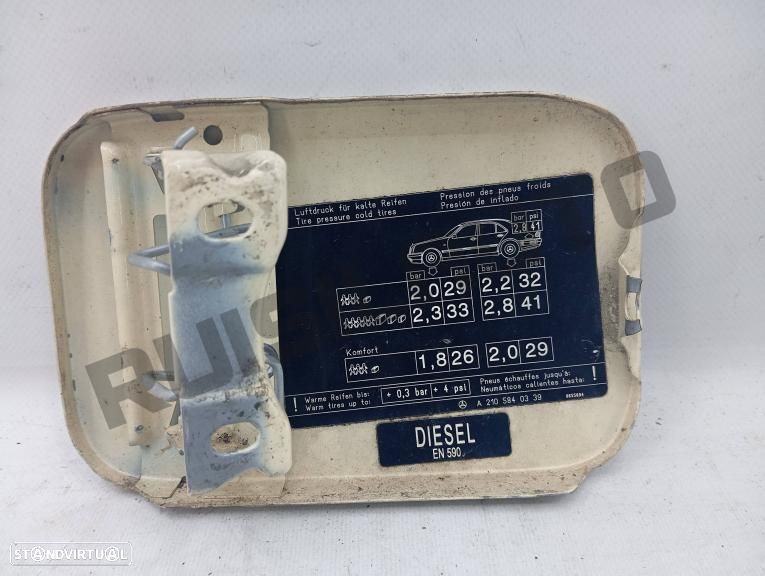 Luftdruck für kalte Reifen
Tire pressure cold tires
Pression des pneus froids
Presión de inflado
bar psi
2,8 41
bar psi bar psi
2,0 29 2,2 32
2,3 33 2,8 41
Komfort
1,8 26 2,0 29
! Warme Reifen bis:
Warm tires up to:
+ 0,3 bar + 4 psi
Pneus échauffés jusqu'à:
Neumáticos calientes hasta: !
A 210 584 03 39
DIESEL
EN 590
STANDVIRTUAL